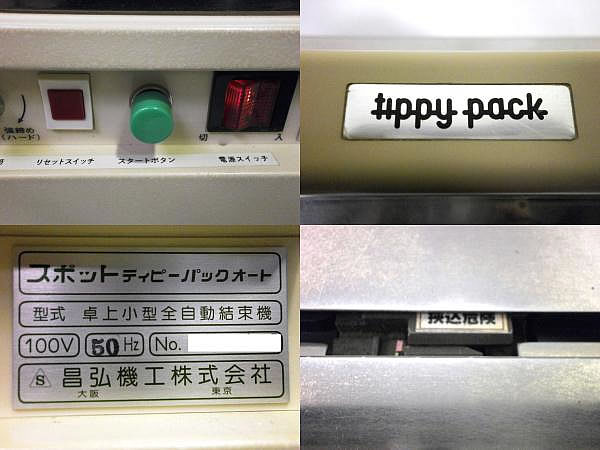 強締め
(ハード)
切
入
リセットスイッチ
スタートボタン
電源スイッチ
tippy pack
スポット ティピーパックオート
型式 卓上小型全自動結束機
100V 50 Hz No.
S 昌弘機工株式会社
大阪 東京
挟込危険